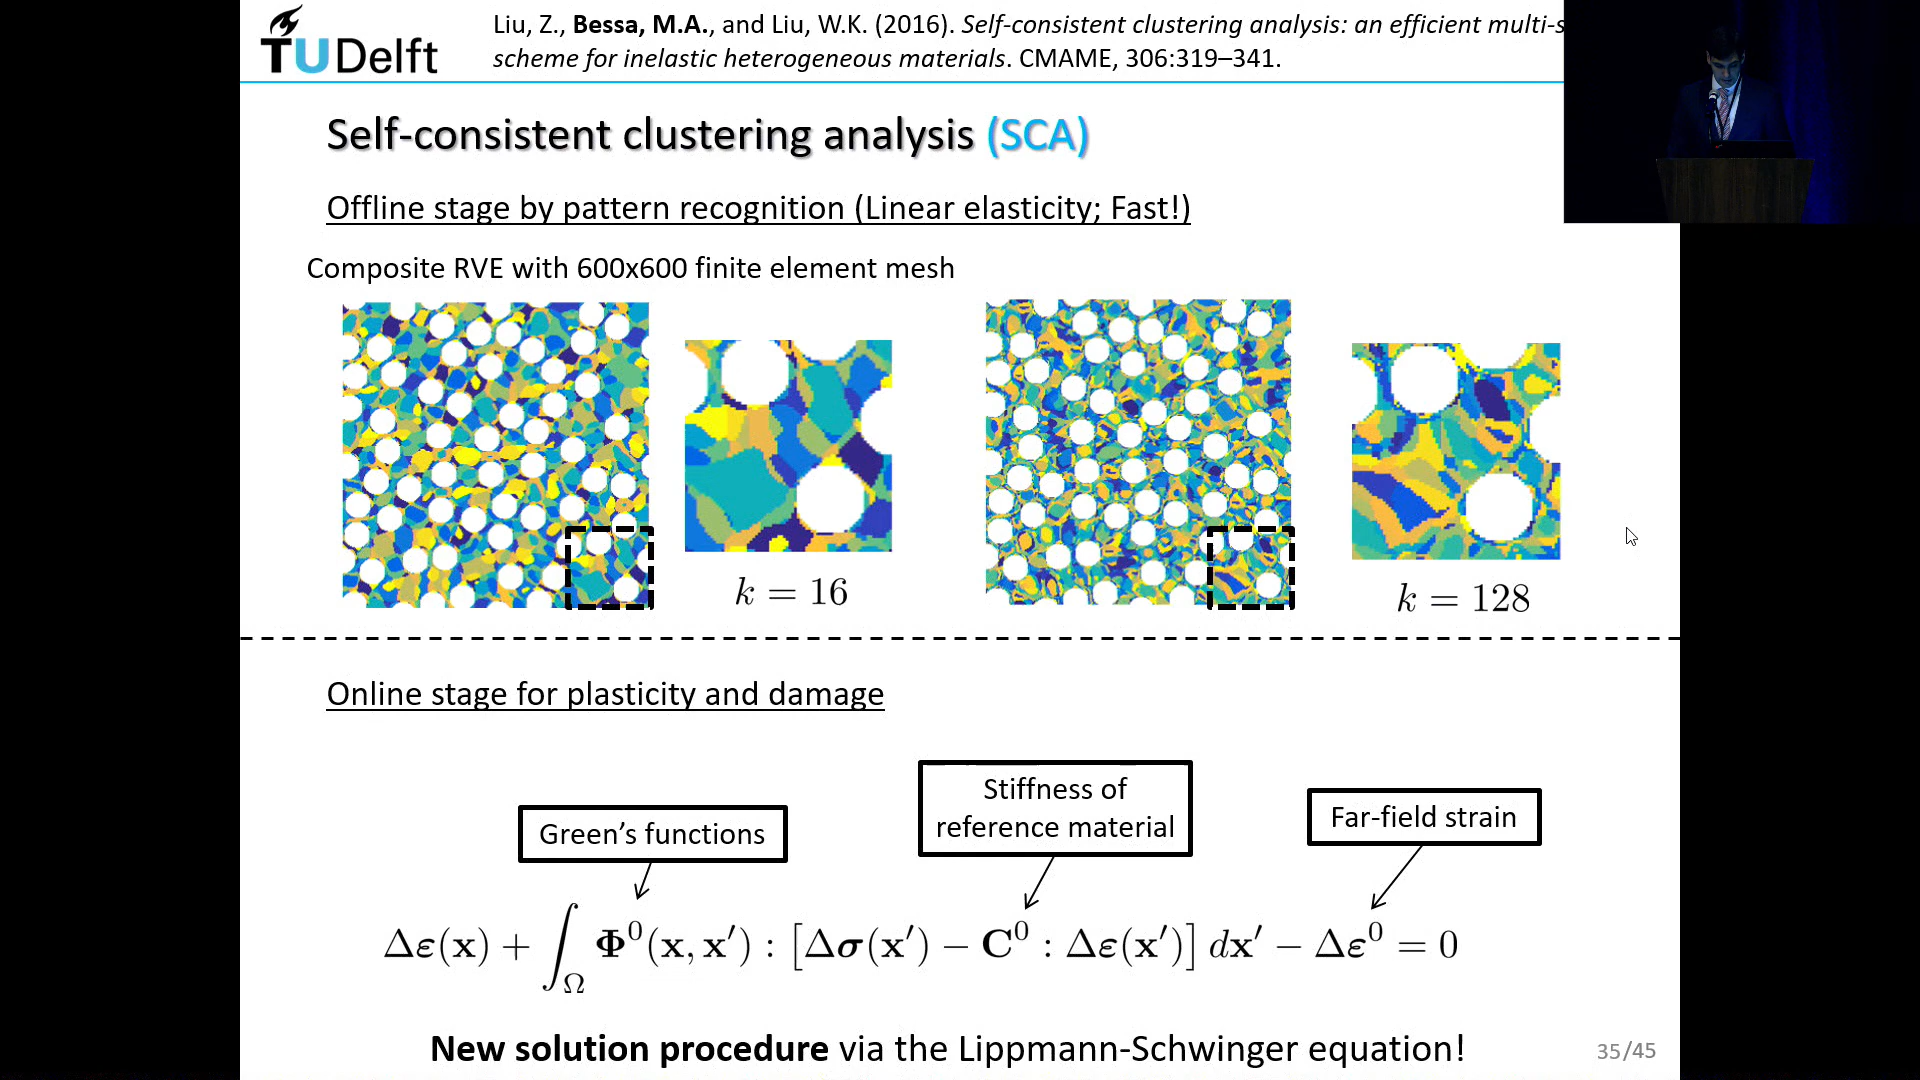 TUDelft
Liu, Z., Bessa, M.A., and Liu, W.K. (2016). Self-consistent clustering analysis: an efficient
scheme for inelastic heterogeneous materials. CMAME, 306:319–341.
Self-consistent clustering analysis (SCA)
Offline stage by pattern recognition (Linear elasticity; Fast!)
Composite RVE with 600x600 finite element mesh
k = 16
k = 128
Online stage for plasticity and damage
Green's functions
Stiffness of
reference material
Far-field strain
Δε(x) + ∫_Ω Φ⁰(x, x′) : [Δσ(x′) − C⁰ : Δε(x′)] dx′ − Δε⁰ = 0
New solution procedure via the Lippmann-Schwinger equation!
35/45